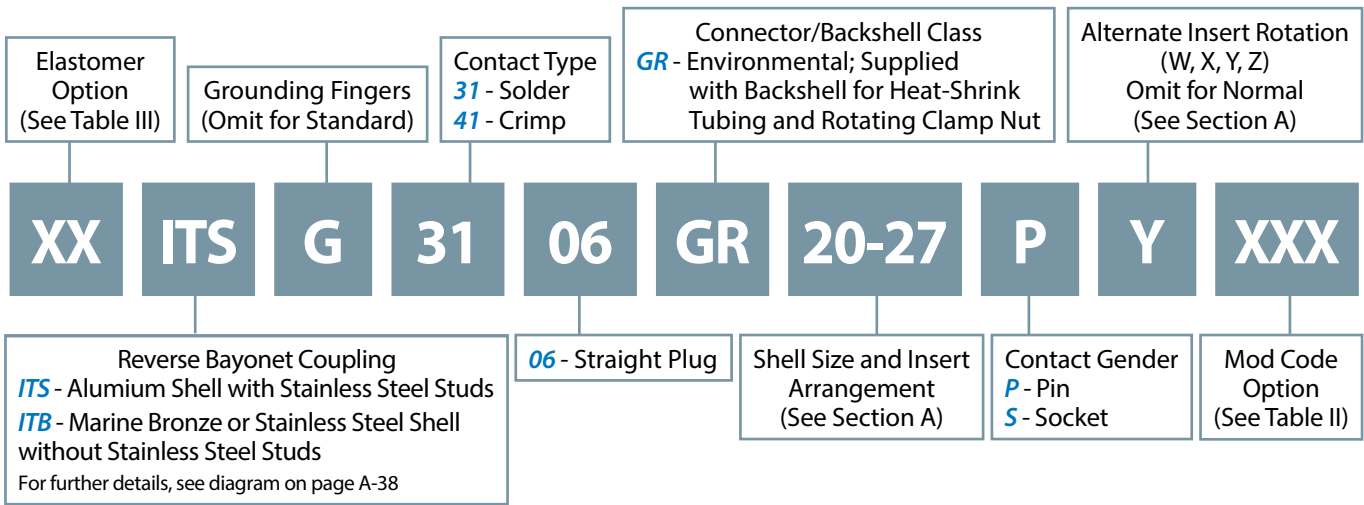 Elastomer
Option
(See Table III)
Grounding Fingers
(Omit for Standard)
Contact Type
31 - Solder
41 - Crimp
Connector/Backshell Class
GR - Environmental; Supplied
with Backshell for Heat-Shrink
Tubing and Rotating Clamp Nut
Alternate Insert Rotation
(W, X, Y, Z)
Omit for Normal
(See Section A)
XX ITS G 31 06 GR 20-27 P Y XXX
Reverse Bayonet Coupling
ITS - Alumium Shell with Stainless Steel Studs
ITB - Marine Bronze or Stainless Steel Shell
without Stainless Steel Studs
For further details, see diagram on page A-38
06 - Straight Plug
Shell Size and Insert
Arrangement
(See Section A)
Contact Gender
P - Pin
S - Socket
Mod Code
Option
(See Table II)